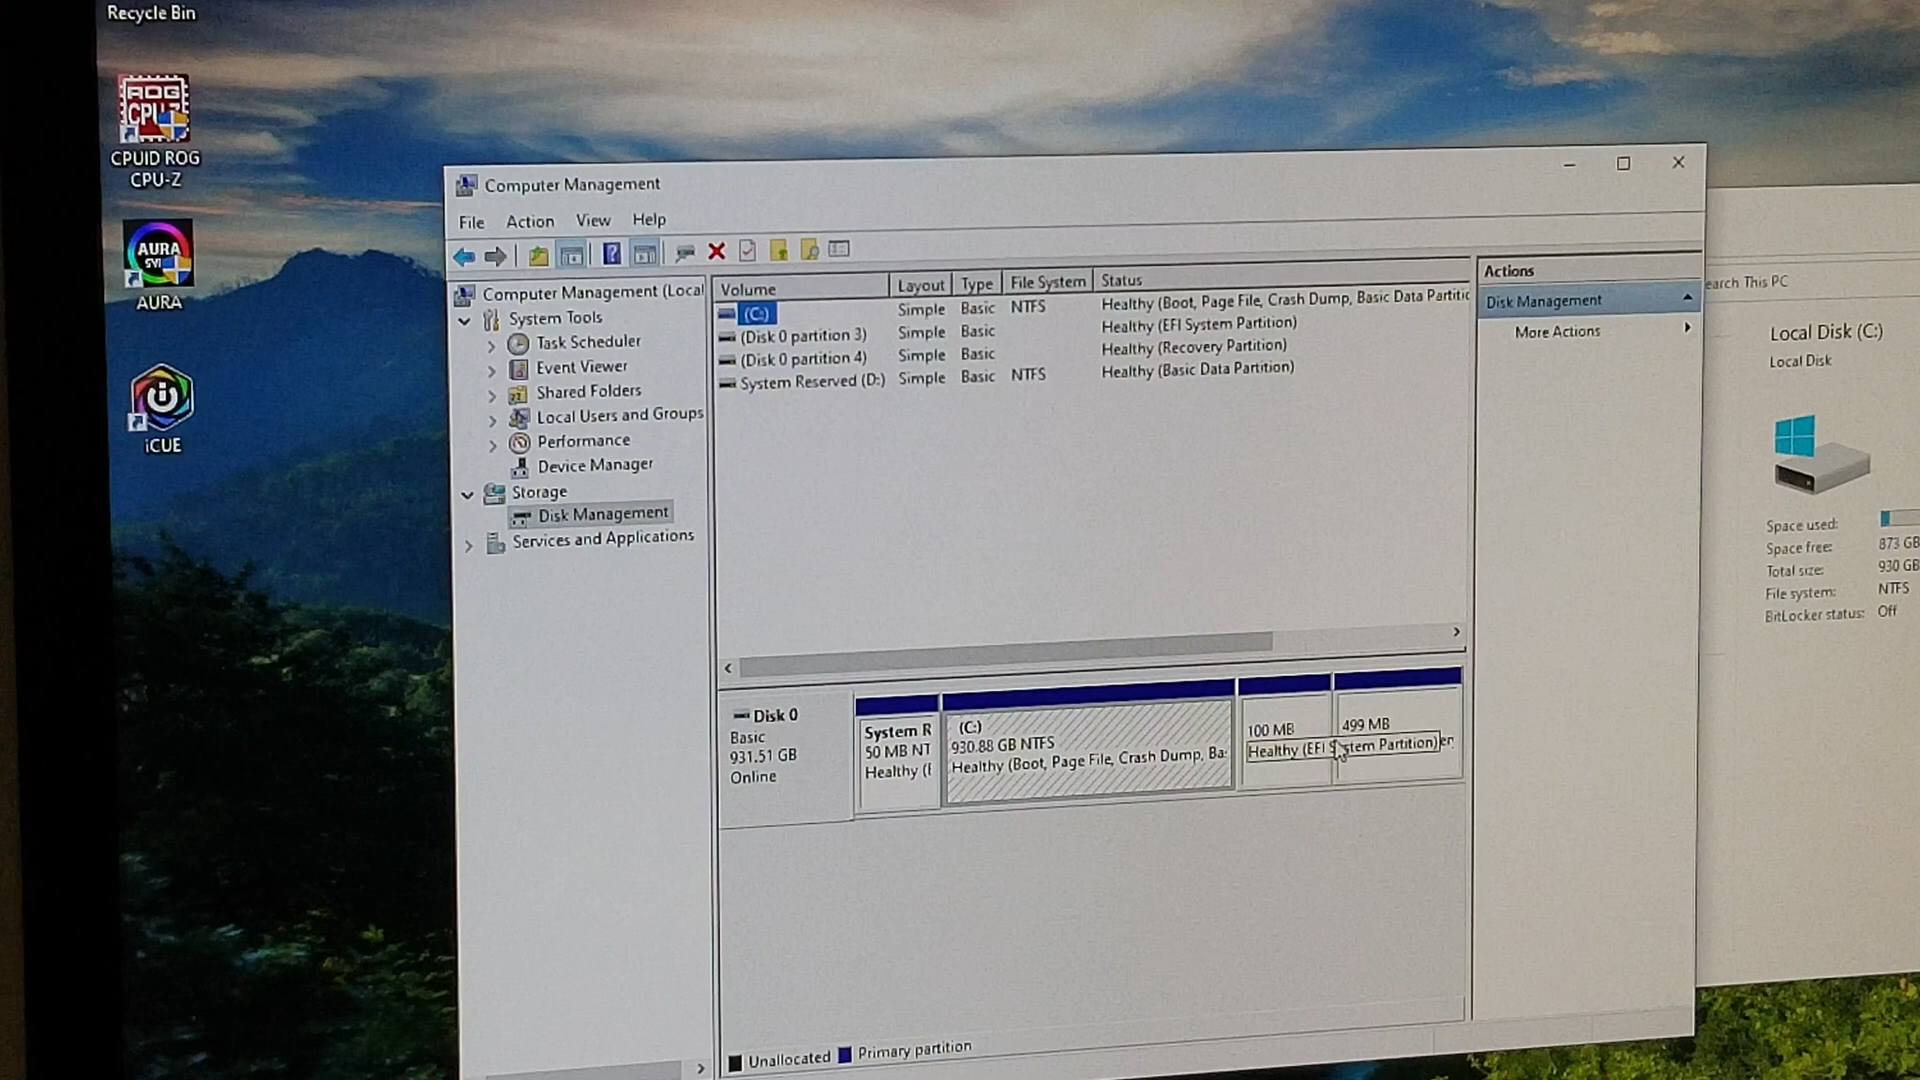 Recycle Bin
ROG
CPU-Z
CPUID ROG
CPU-Z
AURA
AURA
iCUE
Computer Management
File Action View Help
Computer Management (Local
System Tools
Task Scheduler
Event Viewer
Shared Folders
Local Users and Groups
Performance
Device Manager
Storage
Disk Management
Services and Applications
Volume Layout Type File System Status
(C:) Simple Basic NTFS Healthy (Boot, Page File, Crash Dump, Basic Data Partitic
(Disk 0 partition 3) Simple Basic Healthy (EFI System Partition)
(Disk 0 partition 4) Simple Basic Healthy (Recovery Partition)
System Reserved (D:) Simple Basic NTFS Healthy (Basic Data Partition)
Disk 0
Basic
931.51 GB
Online
System R
50 MB NT
Healthy (
(C:)
930.88 GB NTFS
Healthy (Boot, Page File, Crash Dump, Ba
100 MB
Healthy (EFI System Partition)
499 MB
Unallocated Primary partition
Actions
Disk Management
More Actions
earch This PC
Local Disk (C:)
Local Disk
Space used:
Space free: 873 GB
Total size: 930 GB
File system: NTFS
BitLocker status: Off